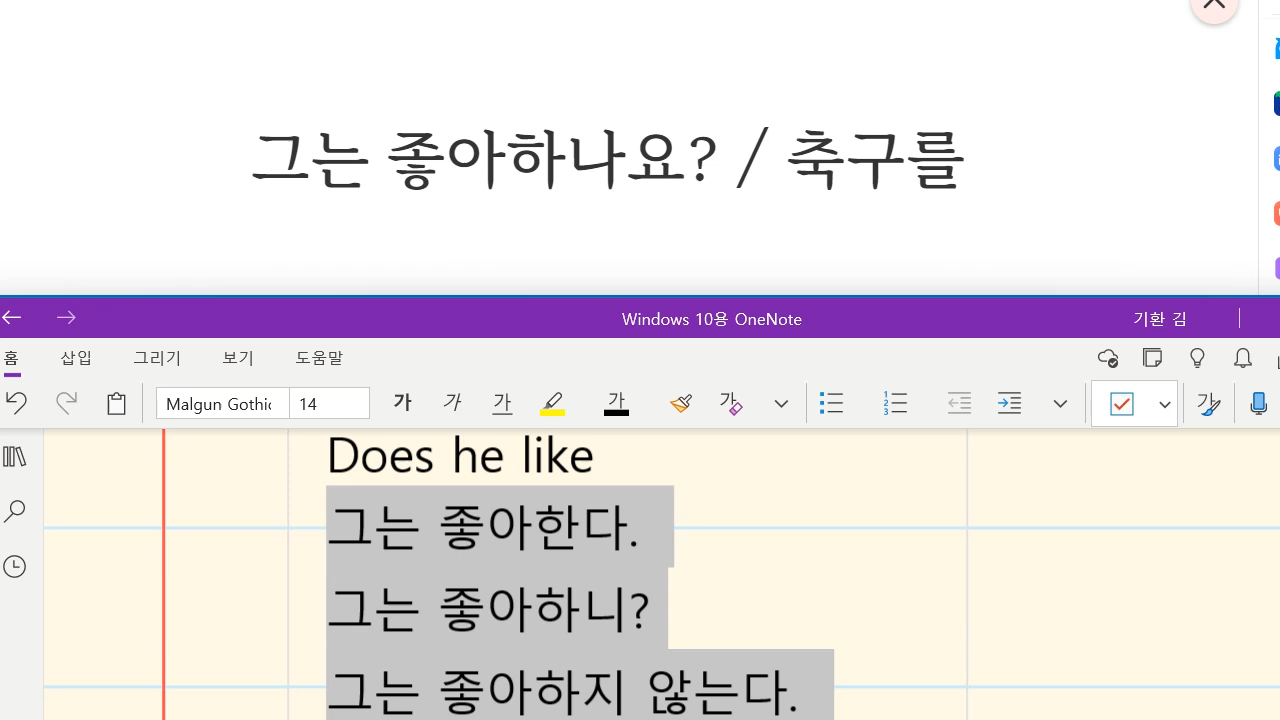 그는 좋아하나요? / 축구를
Windows 10용 OneNote
기환 김
홈 삽입 그리기 보기 도움말
Malgun Gothic 14 가 가 가 가 가 가
Does he like
그는 좋아한다.
그는 좋아하니?
그는 좋아하지 않는다.